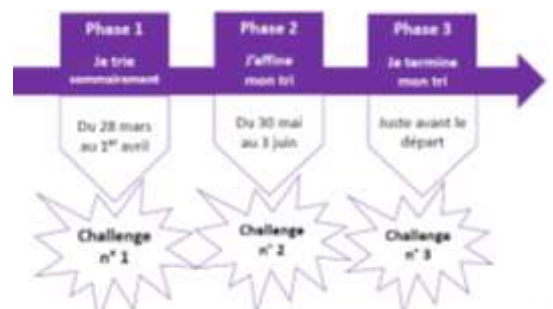 Phase 1
Je trie
sommairement
Du 28 mars
au 1er avril
Challenge
n° 1
Phase 2
J'affine
mon tri
Du 30 mai
au 3 juin
Challenge
n° 2
Phase 3
Je termine
mon tri
Juste avant le
départ
Challenge
n° 3